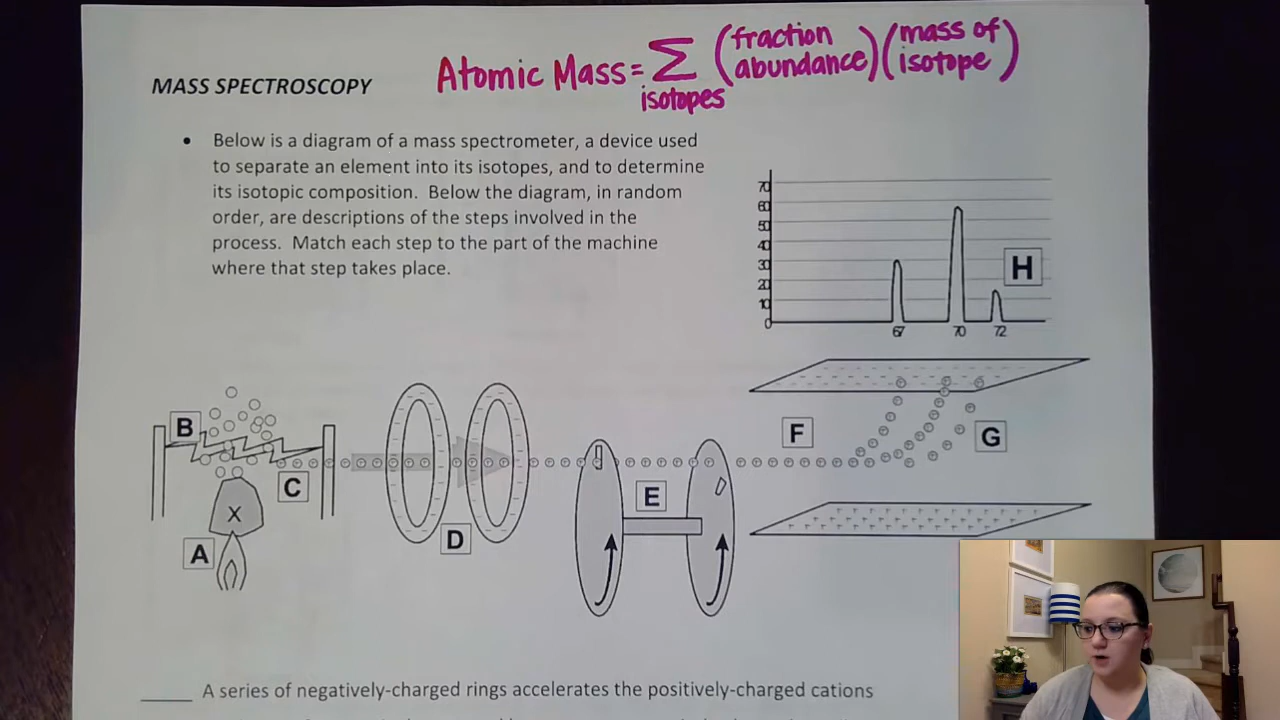 Atomic Mass = Σ (fraction abundance) (mass of isotope)
isotopes
MASS SPECTROSCOPY
• Below is a diagram of a mass spectrometer, a device used
to separate an element into its isotopes, and to determine
its isotopic composition. Below the diagram, in random
order, are descriptions of the steps involved in the
process. Match each step to the part of the machine
where that step takes place.
70
60
50
40
30
20
10
0
67 70 72
H
B
C
X
A
D
E
F
G
_____ A series of negatively-charged rings accelerates the positively-charged cations